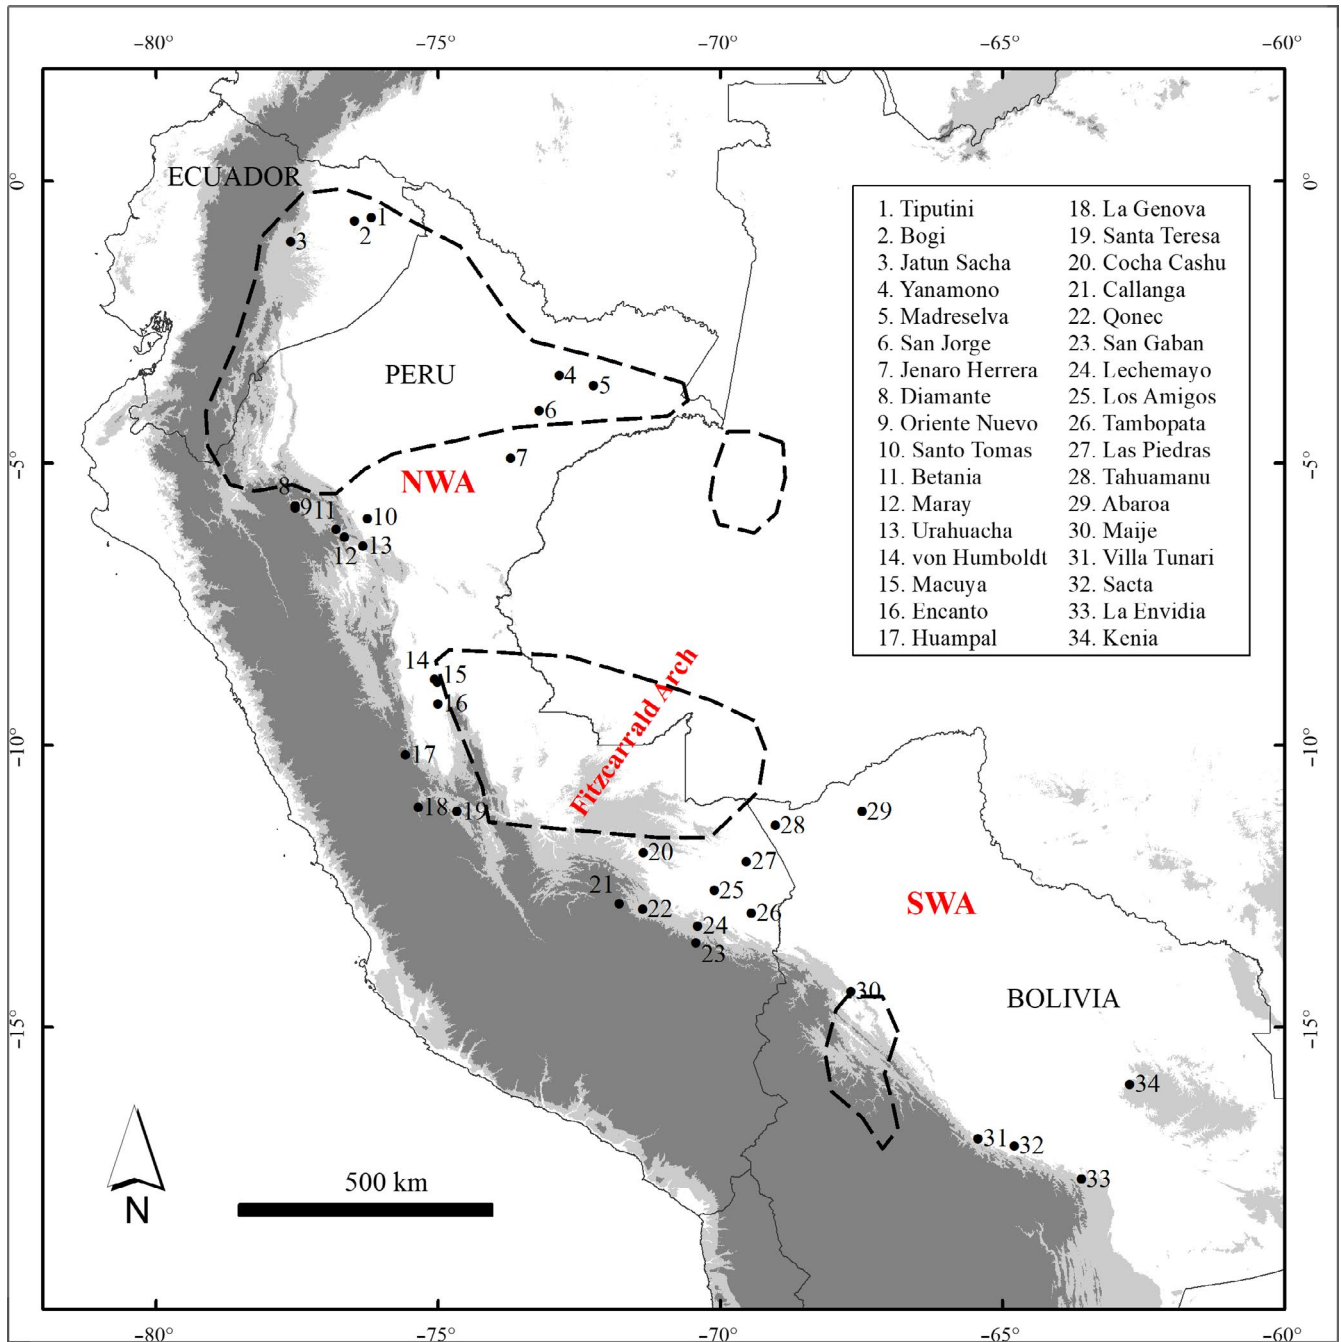 −80° −75° −70° −65° −60°
0° 0°
ECUADOR
1
2
3
1. Tiputini
2. Bogi
3. Jatun Sacha
4. Yanamono
5. Madreselva
6. San Jorge
7. Jenaro Herrera
8. Diamante
9. Oriente Nuevo
10. Santo Tomas
11. Betania
12. Maray
13. Urahuacha
14. von Humboldt
15. Macuya
16. Encanto
17. Huampal
18. La Genova
19. Santa Teresa
20. Cocha Cashu
21. Callanga
22. Qonec
23. San Gaban
24. Lechemayo
25. Los Amigos
26. Tambopata
27. Las Piedras
28. Tahuamanu
29. Abaroa
30. Maije
31. Villa Tunari
32. Sacta
33. La Envidia
34. Kenia
PERU
4
5
6
7
−5° −5°
NWA
8
9
11
10
12
13
14
15
16
Fitzcarrald Arch
17
−10° −10°
18
19
20
28
29
27
21
25
22
26
24
23
SWA
30
BOLIVIA
−15° −15°
34
31
32
33
N
500 km
−80° −75° −70° −65° −60°